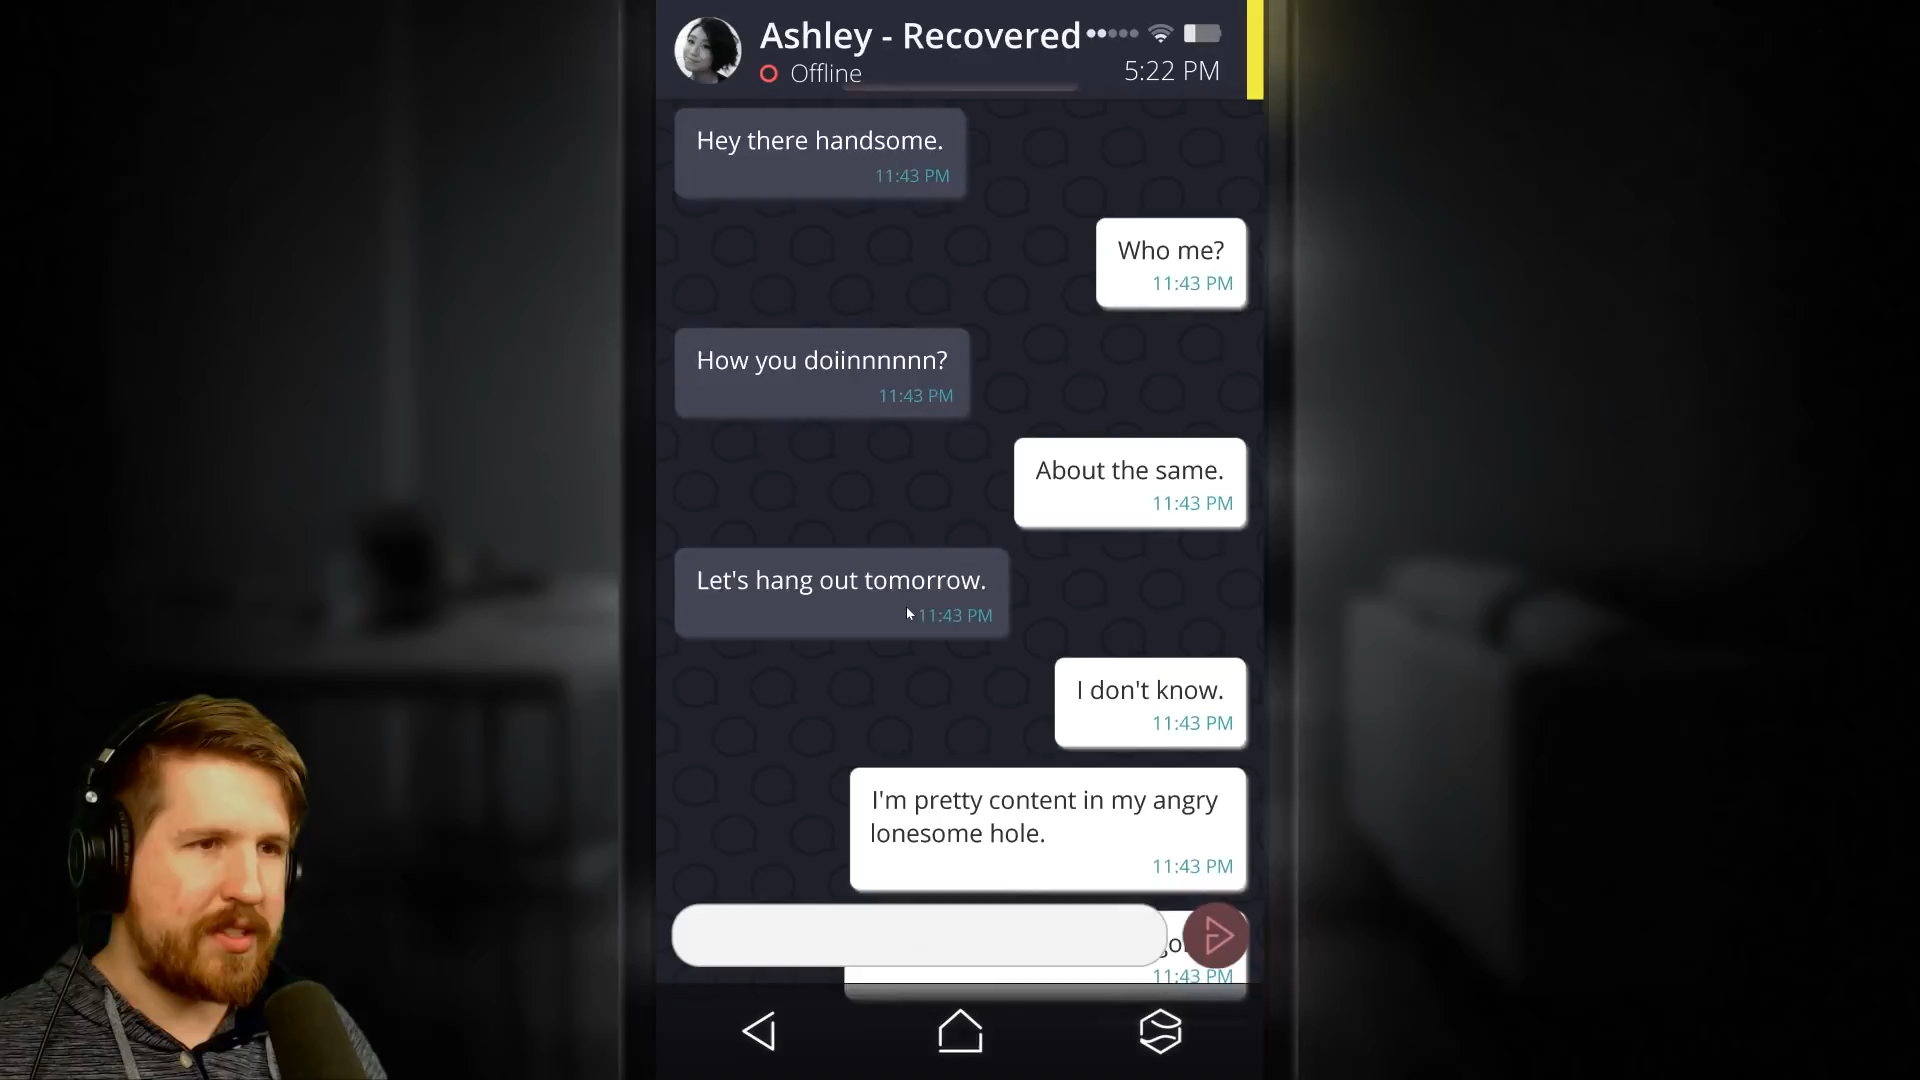 Ashley - Recovered
Offline
5:22 PM
Hey there handsome.
11:43 PM
Who me?
11:43 PM
How you doiinnnnnn?
11:43 PM
About the same.
11:43 PM
Let's hang out tomorrow.
11:43 PM
I don't know.
11:43 PM
I'm pretty content in my angry
lonesome hole.
11:43 PM
11:43 PM